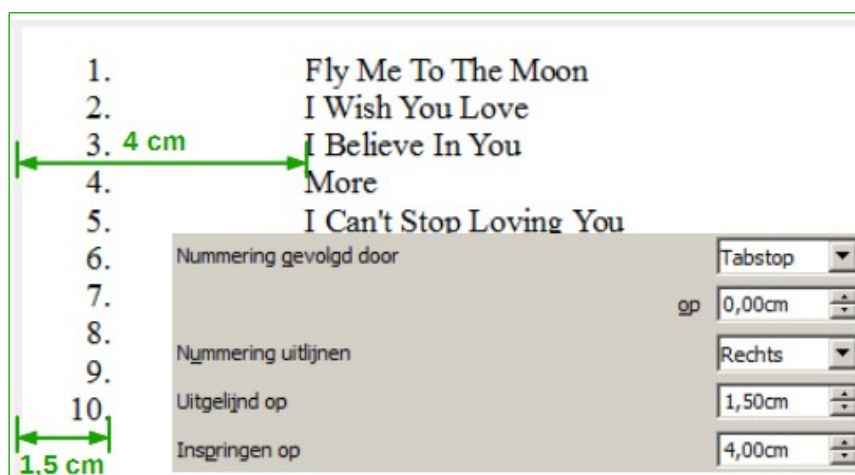 1. Fly Me To The Moon
2. I Wish You Love
3. 4 cm I Believe In You
4. More
5. I Can't Stop Loving You
6. Nummering gevolgd door Tabstop
7. op 0,00cm
8.
Nummering uitlijnen Rechts
9.
Uitgelijnd op 1,50cm
10.
Inspringen op 4,00cm
1,5 cm